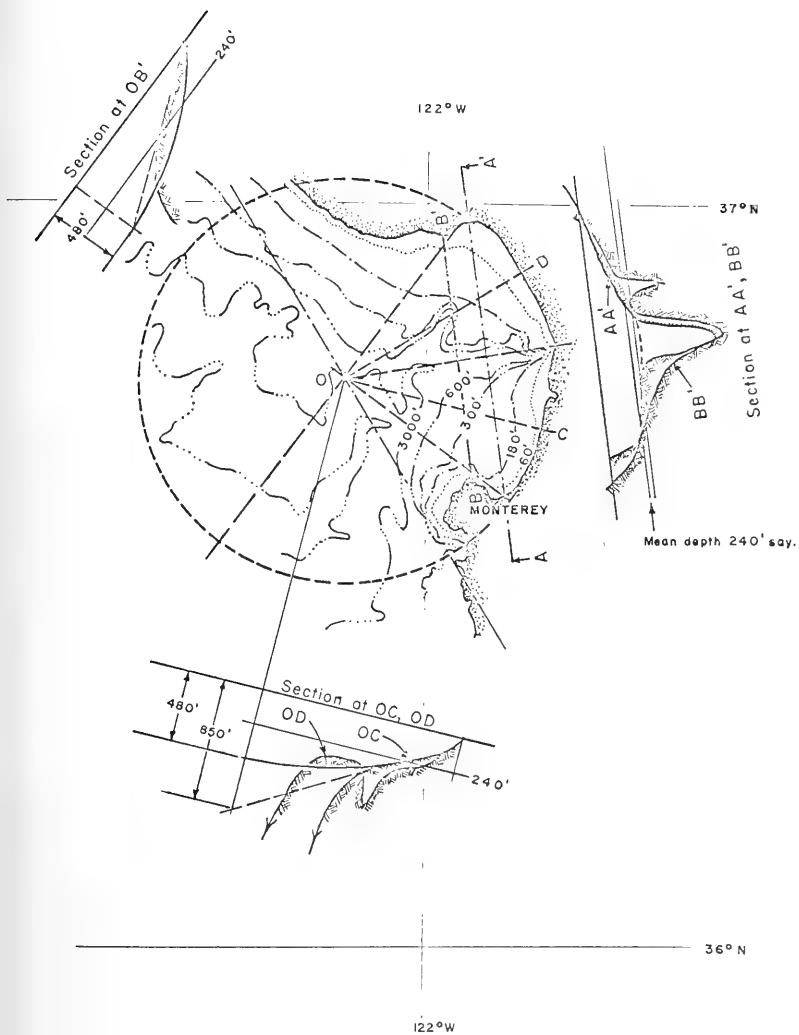 Section at OB'
240'
480'
122° W
37° N
A'
B'
D
O
600'
300'
3000'
180'
60'
C
B
MONTEREY
A
AA'
BB'
Section at AA', BB'
Mean depth 240' say.
Section at OC, OD
480'
850'
OD
OC
240'
36° N
122° W